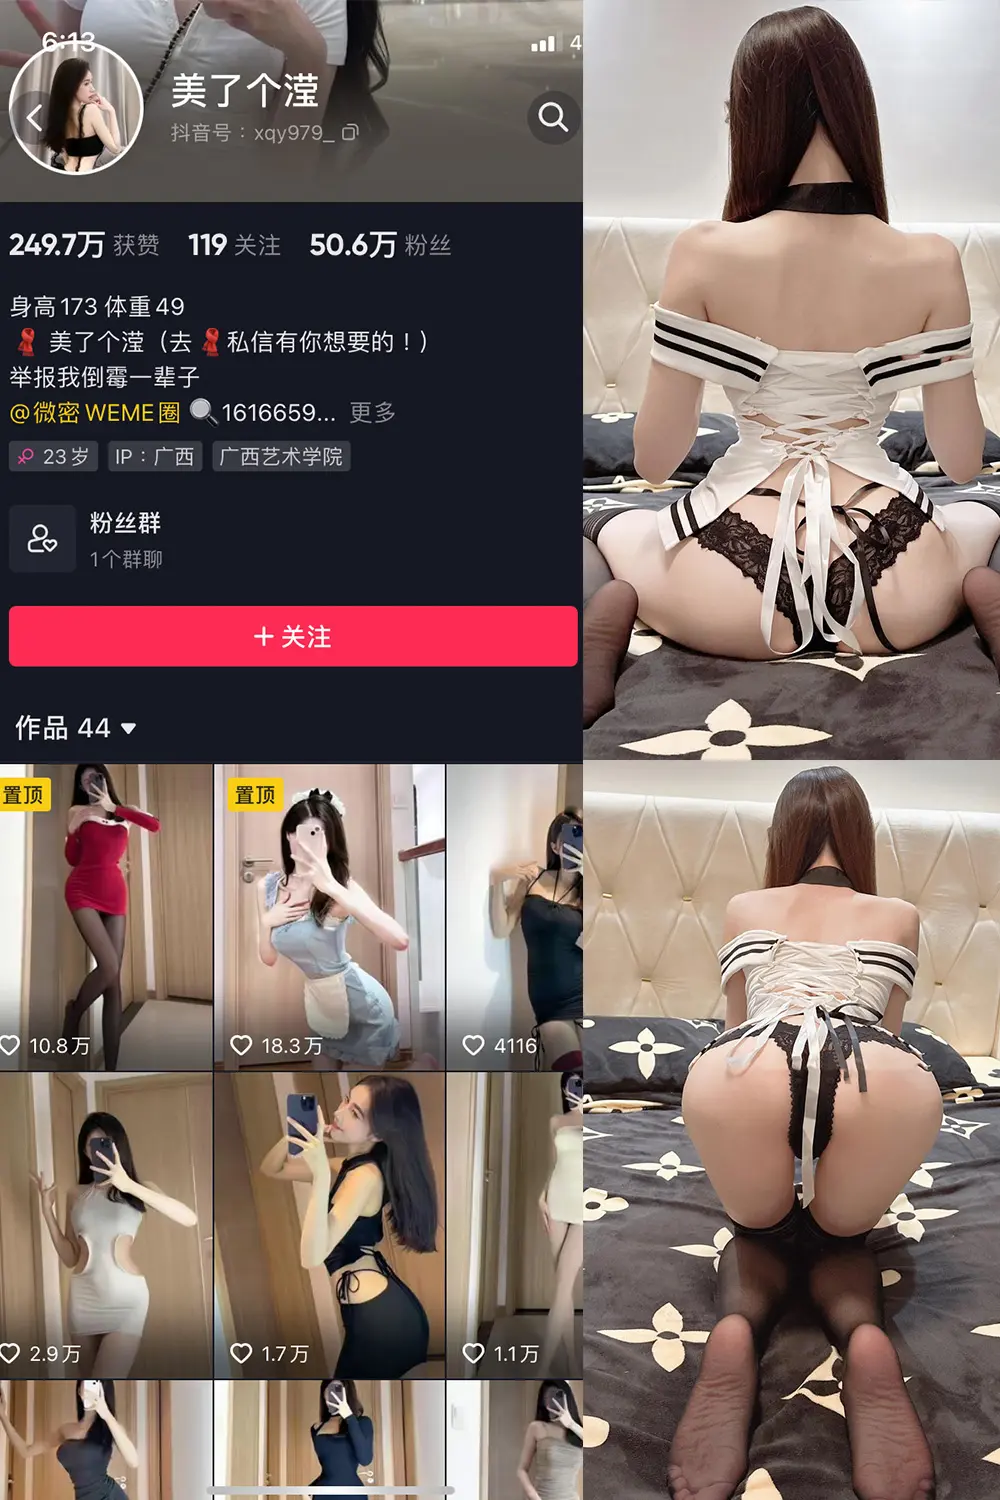 6:13
4
美了个滢
抖音号：xqy979_
249.7万 获赞 119 关注 50.6万 粉丝
身高173 体重49
美了个滢（去 私信有你想要的！）
举报我倒霉一辈子
@微密 WEME圈 1616659... 更多
23岁 IP：广西 广西艺术学院
粉丝群
1个群聊
+ 关注
作品 44
置顶 置顶
10.8万 18.3万 4116
2.9万 1.7万 1.1万